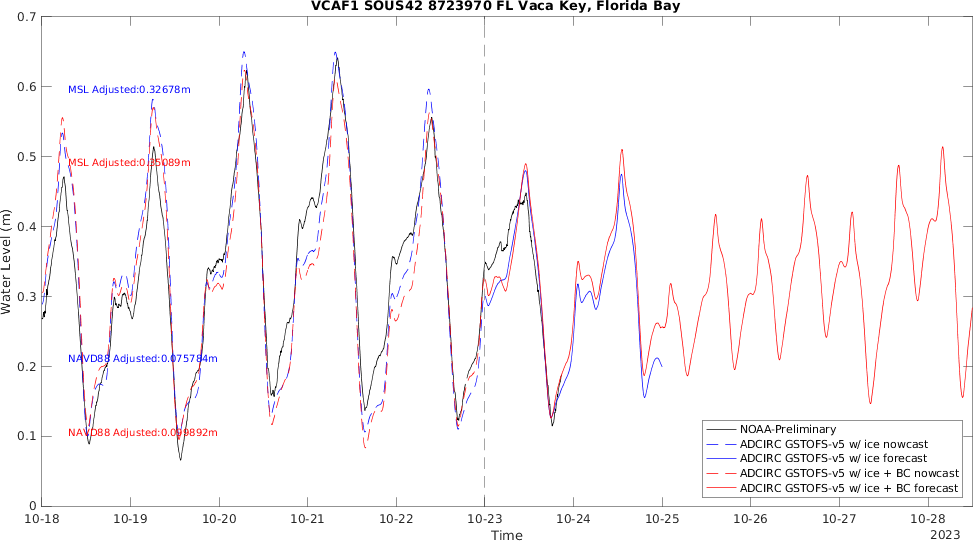 VCAF1 SOUS42 8723970 FL Vaca Key, Florida Bay
Water Level (m)
0.7
0.6
0.5
0.4
0.3
0.2
0.1
0
MSL Adjusted:0.32678m
MSL Adjusted:0.35089m
NAVD88 Adjusted:0.075784m
NAVD88 Adjusted:0.099892m
NOAA-Preliminary
ADCIRC GSTOFS-v5 w/ ice nowcast
ADCIRC GSTOFS-v5 w/ ice forecast
ADCIRC GSTOFS-v5 w/ ice + BC nowcast
ADCIRC GSTOFS-v5 w/ ice + BC forecast
10-18 10-19 10-20 10-21 10-22 10-23 10-24 10-25 10-26 10-27 10-28
Time
2023